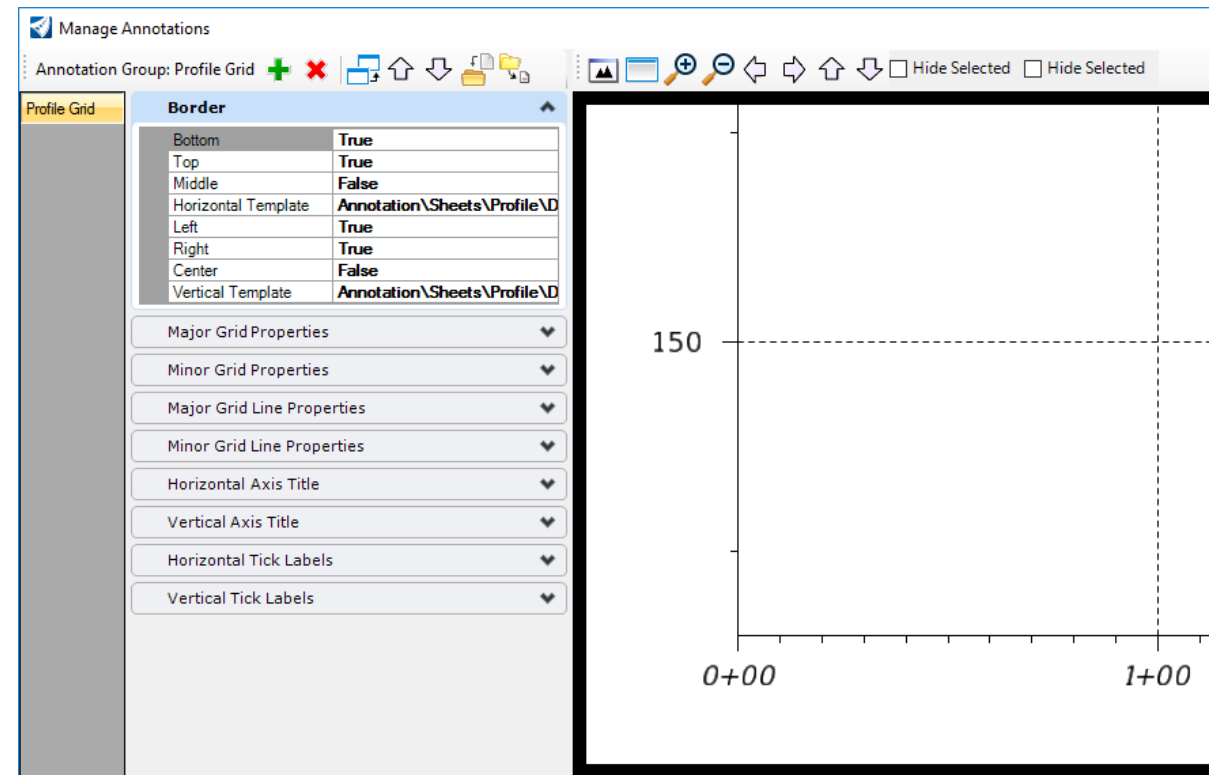 Manage Annotations
Annotation Group: Profile Grid
Hide Selected
Hide Selected
Profile Grid
Border
Bottom True
Top True
Middle False
Horizontal Template Annotation\Sheets\Profile\D
Left True
Right True
Center False
Vertical Template Annotation\Sheets\Profile\D
Major Grid Properties
Minor Grid Properties
Major Grid Line Properties
Minor Grid Line Properties
Horizontal Axis Title
Vertical Axis Title
Horizontal Tick Labels
Vertical Tick Labels
150
0+00 1+00